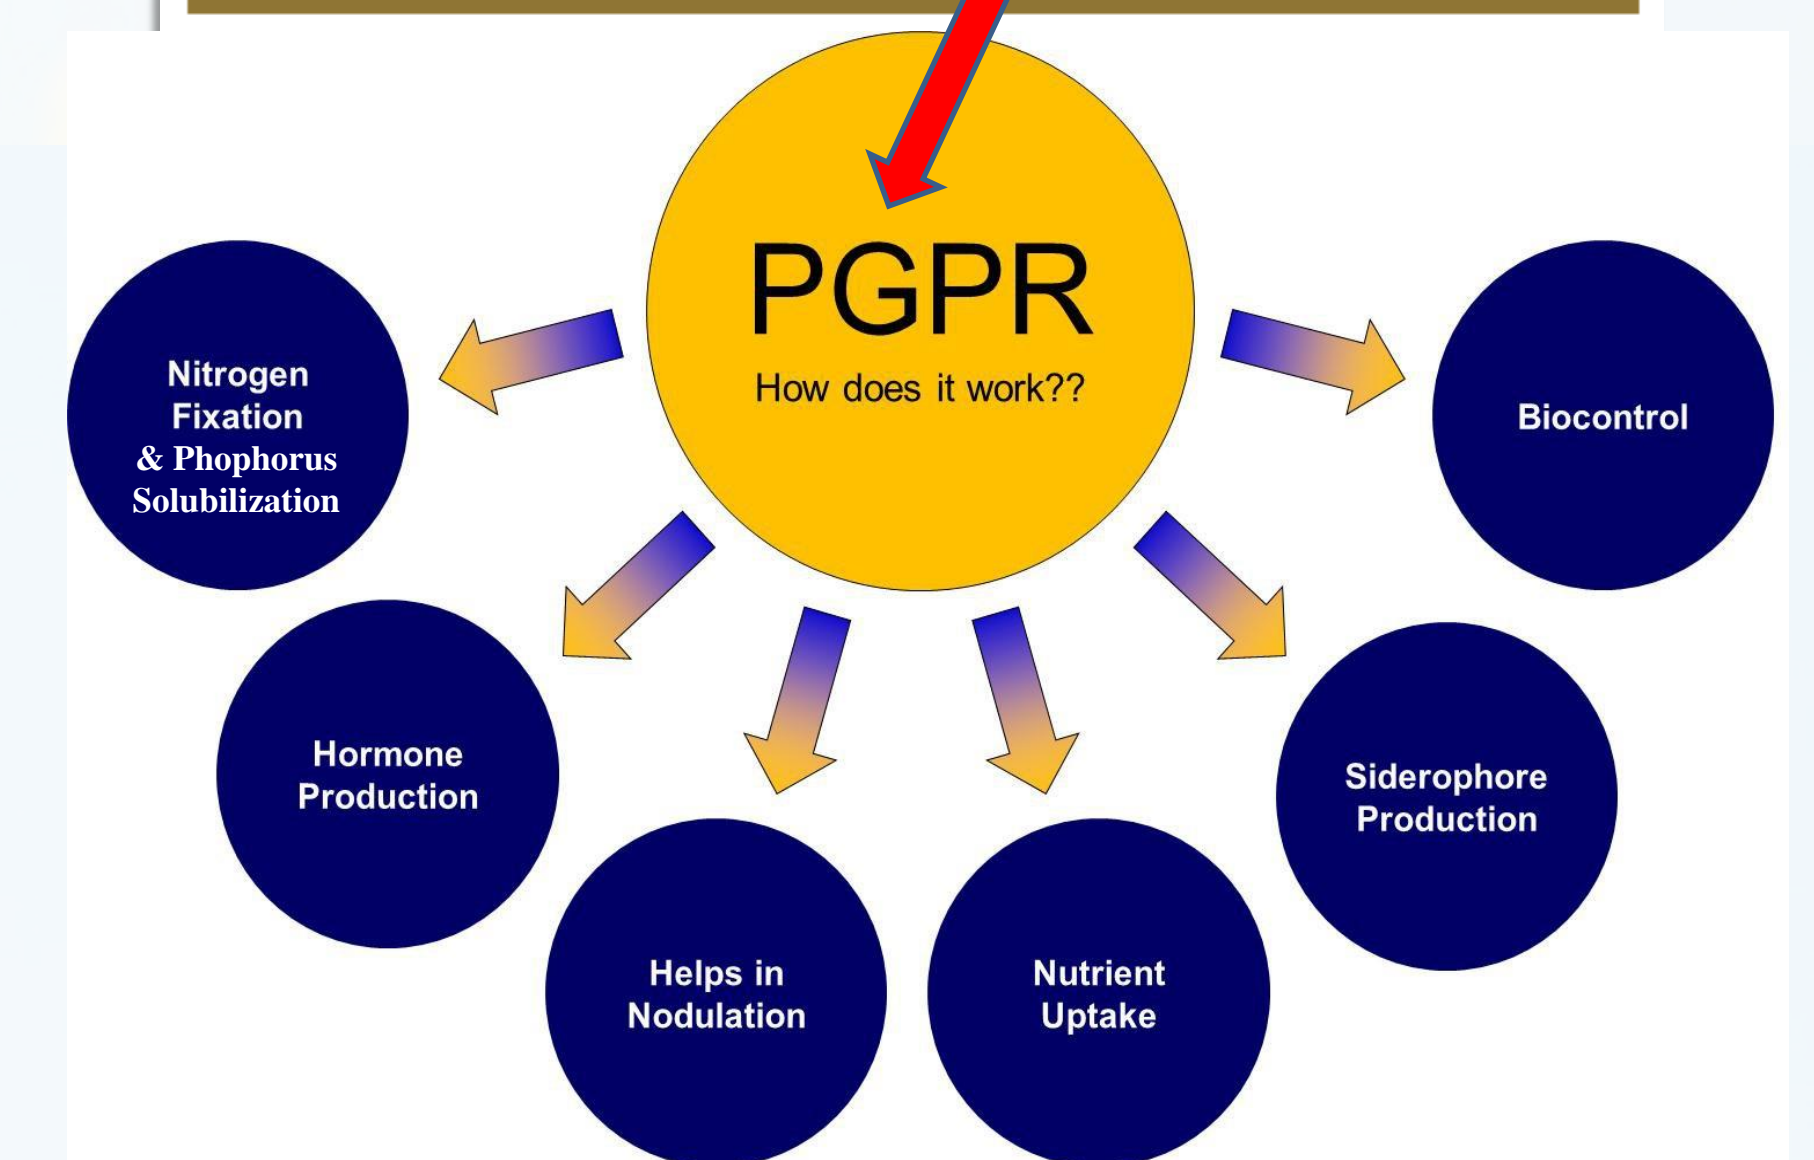 PGPR
How does it work??
Nitrogen
Fixation
& Phophorus
Solubilization
Biocontrol
Hormone
Production
Siderophore
Production
Helps in
Nodulation
Nutrient
Uptake